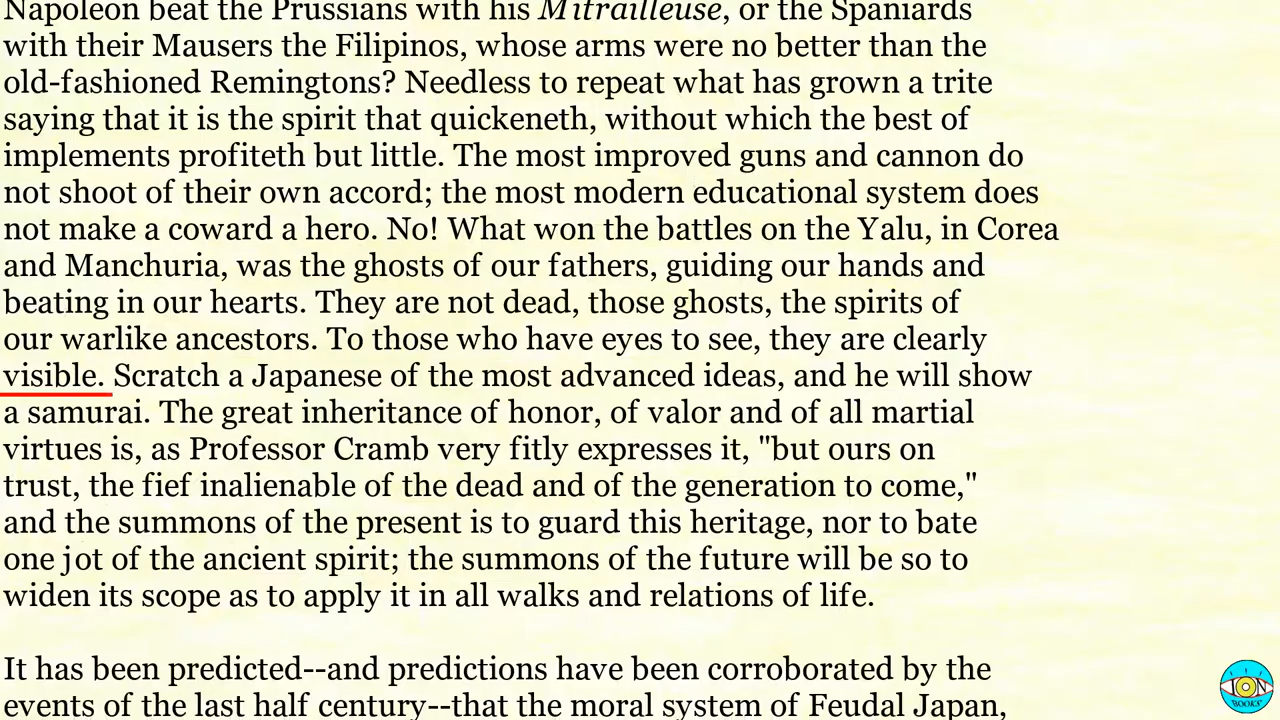 Napoleon beat the Prussians with his Mitrailleuse, or the Spaniards
with their Mausers the Filipinos, whose arms were no better than the
old-fashioned Remingtons? Needless to repeat what has grown a trite
saying that it is the spirit that quickeneth, without which the best of
implements profiteth but little. The most improved guns and cannon do
not shoot of their own accord; the most modern educational system does
not make a coward a hero. No! What won the battles on the Yalu, in Corea
and Manchuria, was the ghosts of our fathers, guiding our hands and
beating in our hearts. They are not dead, those ghosts, the spirits of
our warlike ancestors. To those who have eyes to see, they are clearly
visible. Scratch a Japanese of the most advanced ideas, and he will show
a samurai. The great inheritance of honor, of valor and of all martial
virtues is, as Professor Cramb very fitly expresses it, "but ours on
trust, the fief inalienable of the dead and of the generation to come,"
and the summons of the present is to guard this heritage, nor to bate
one jot of the ancient spirit; the summons of the future will be so to
widen its scope as to apply it in all walks and relations of life.
It has been predicted--and predictions have been corroborated by the
events of the last half century--that the moral system of Feudal Japan,
ION
BOOKS